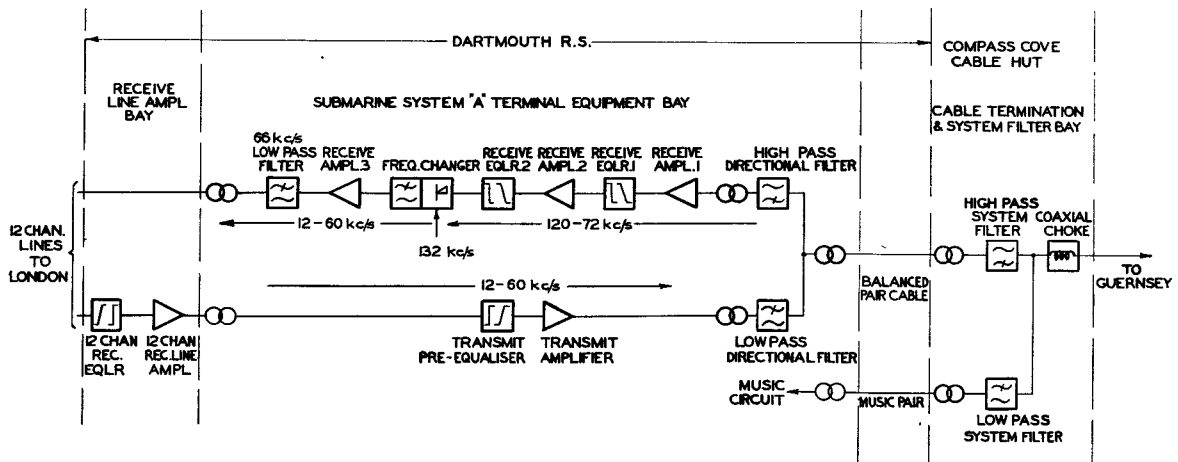 DARTMOUTH R.S.
COMPASS COVE
CABLE HUT
RECEIVE
LINE AMPL
BAY
SUBMARINE SYSTEM "A" TERMINAL EQUIPMENT BAY
CABLE TERMINATION
& SYSTEM FILTER BAY
66 kc/s
LOW PASS
FILTER
RECEIVE
AMPL.3
FREQ.CHANGER
RECEIVE
EQLR.2
RECEIVE
AMPL.2
RECEIVE
EQLR.1
RECEIVE
AMPL.1
HIGH PASS
DIRECTIONAL FILTER
12-60 kc/s
120-72 kc/s
132 kc/s
HIGH PASS
SYSTEM
FILTER
COAXIAL
CHOKE
12 CHAN.
LINES
TO
LONDON
BALANCED
PAIR CABLE
TO
GUERNSEY
12-60 kc/s
12 CHAN
REC.
EQLR
12 CHAN
REC.LINE
AMPL.
TRANSMIT
PRE-EQUALISER
TRANSMIT
AMPLIFIER
LOW PASS
DIRECTIONAL FILTER
MUSIC
CIRCUIT
MUSIC PAIR
LOW PASS
SYSTEM FILTER